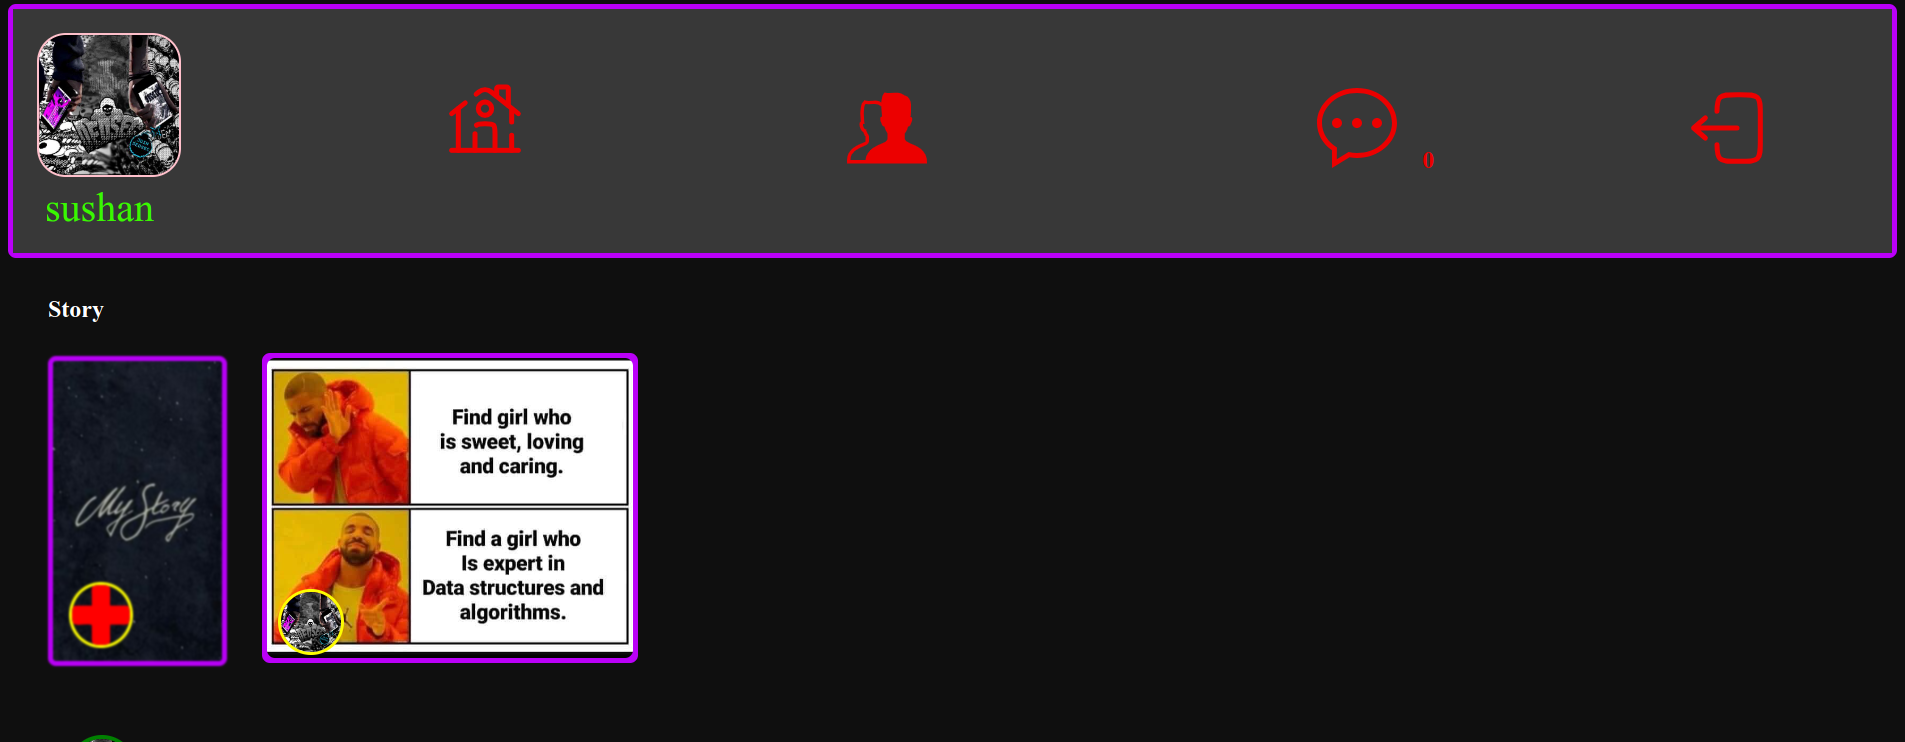 sushan
0
Story
My Story
Find girl who
is sweet, loving
and caring.
Find a girl who
Is expert in
Data structures and
algorithms.